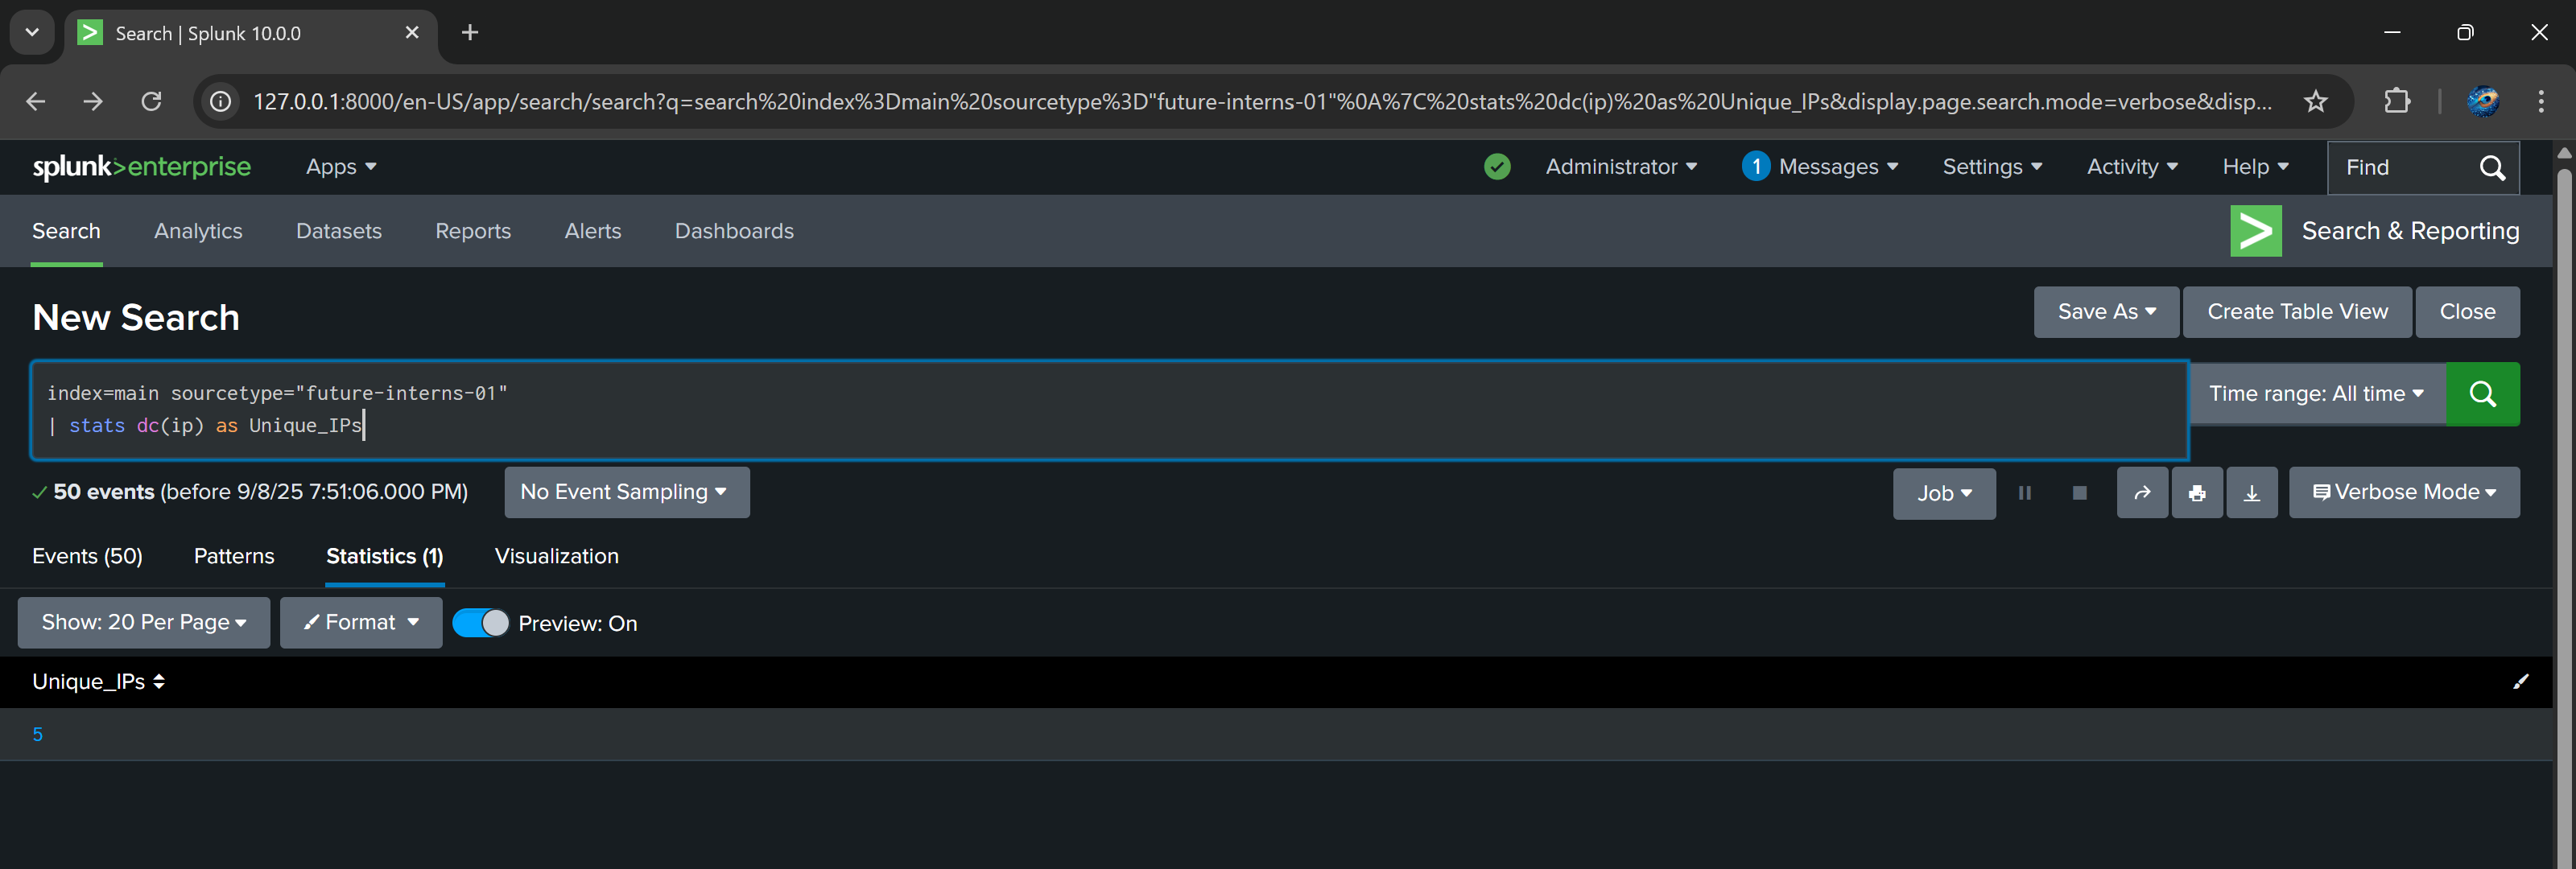 Search | Splunk 10.0.0
127.0.0.1:8000/en-US/app/search/search?q=search%20index%3Dmain%20sourcetype%3D"future-interns-01"%0A%7C%20stats%20dc(ip)%20as%20Unique_IPs&display.page.search.mode=verbose&disp...
splunk>enterprise Apps Administrator 1 Messages Settings Activity Help Find
Search Analytics Datasets Reports Alerts Dashboards Search & Reporting
New Search Save As Create Table View Close
index=main sourcetype="future-interns-01" Time range: All time
| stats dc(ip) as Unique_IPs
50 events (before 9/8/25 7:51:06.000 PM) No Event Sampling Job Verbose Mode
Events (50) Patterns Statistics (1) Visualization
Show: 20 Per Page Format Preview: On
Unique_IPs
5